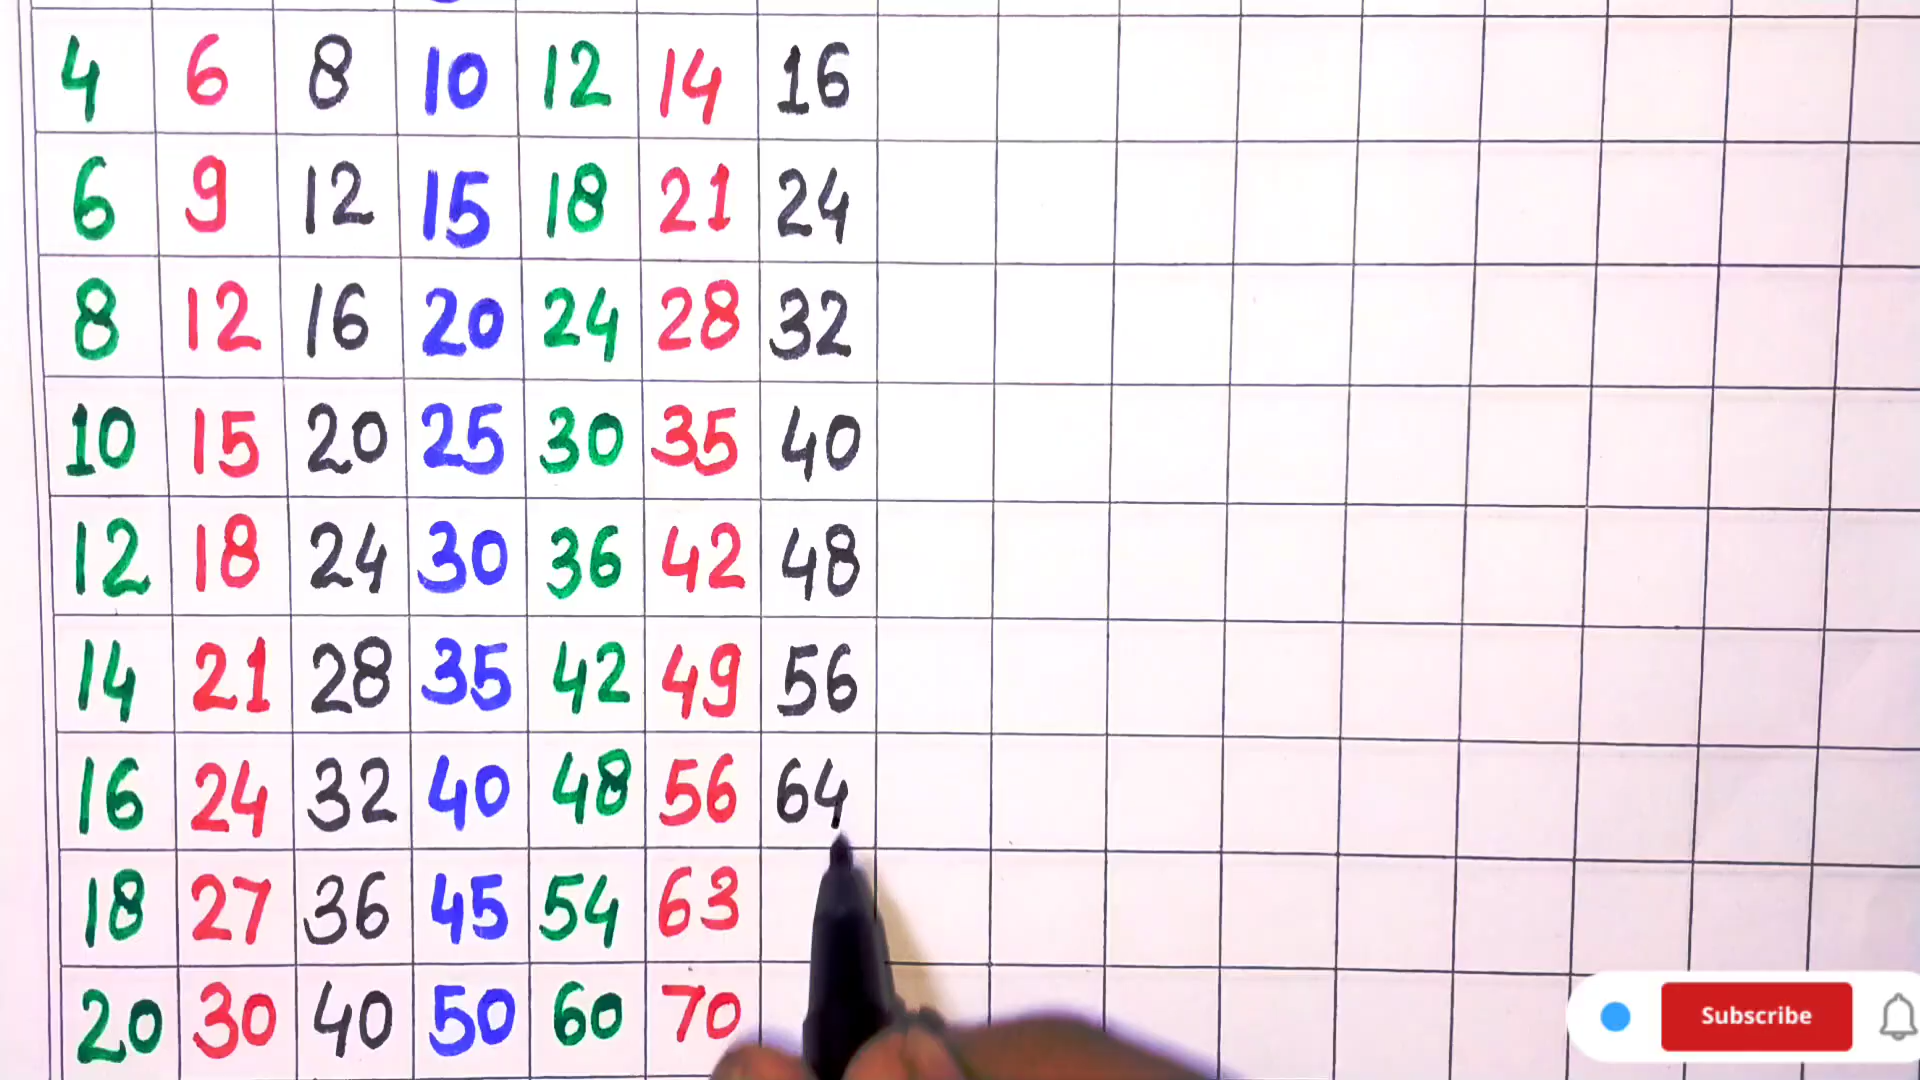 4 6 8 10 12 14 16
6 9 12 15 18 21 24
8 12 16 20 24 28 32
10 15 20 25 30 35 40
12 18 24 30 36 42 48
14 21 28 35 42 49 56
16 24 32 40 48 56 64
18 27 36 45 54 63
20 30 40 50 60 70
Subscribe